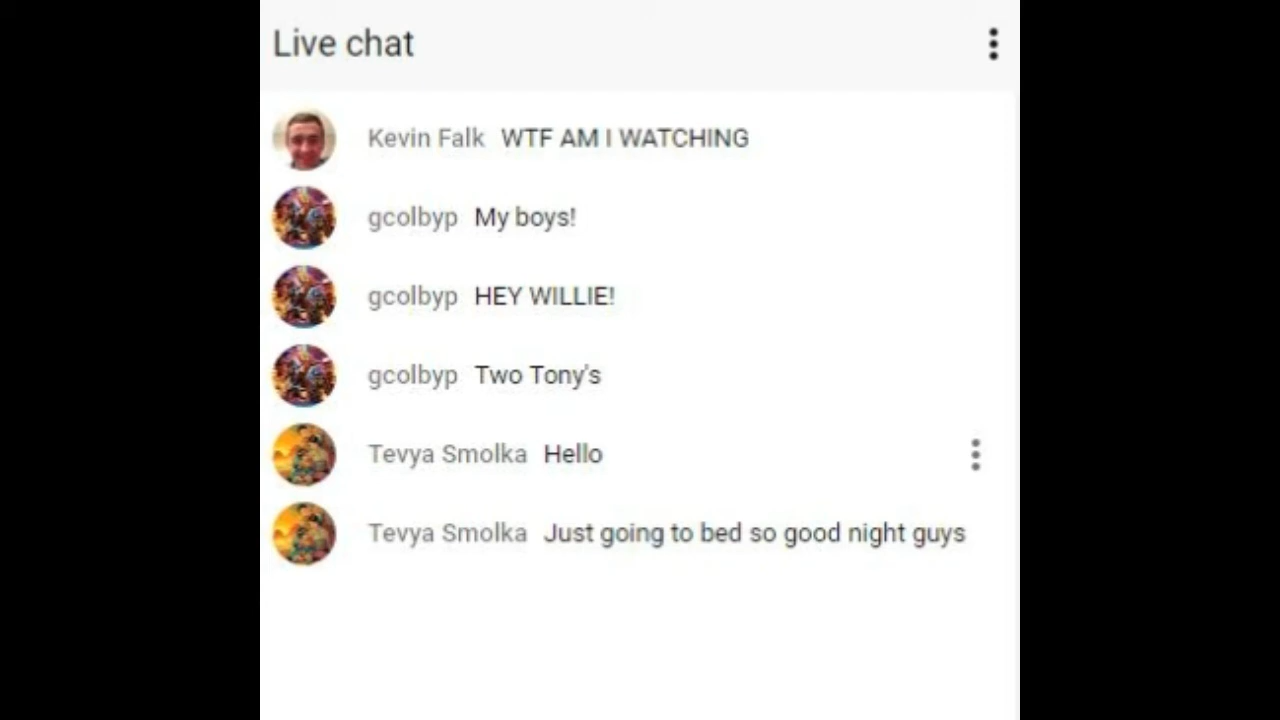 Live chat
Kevin Falk WTF AM I WATCHING
gcolbyp My boys!
gcolbyp HEY WILLIE!
gcolbyp Two Tony's
Tevya Smolka Hello
Tevya Smolka Just going to bed so good night guys